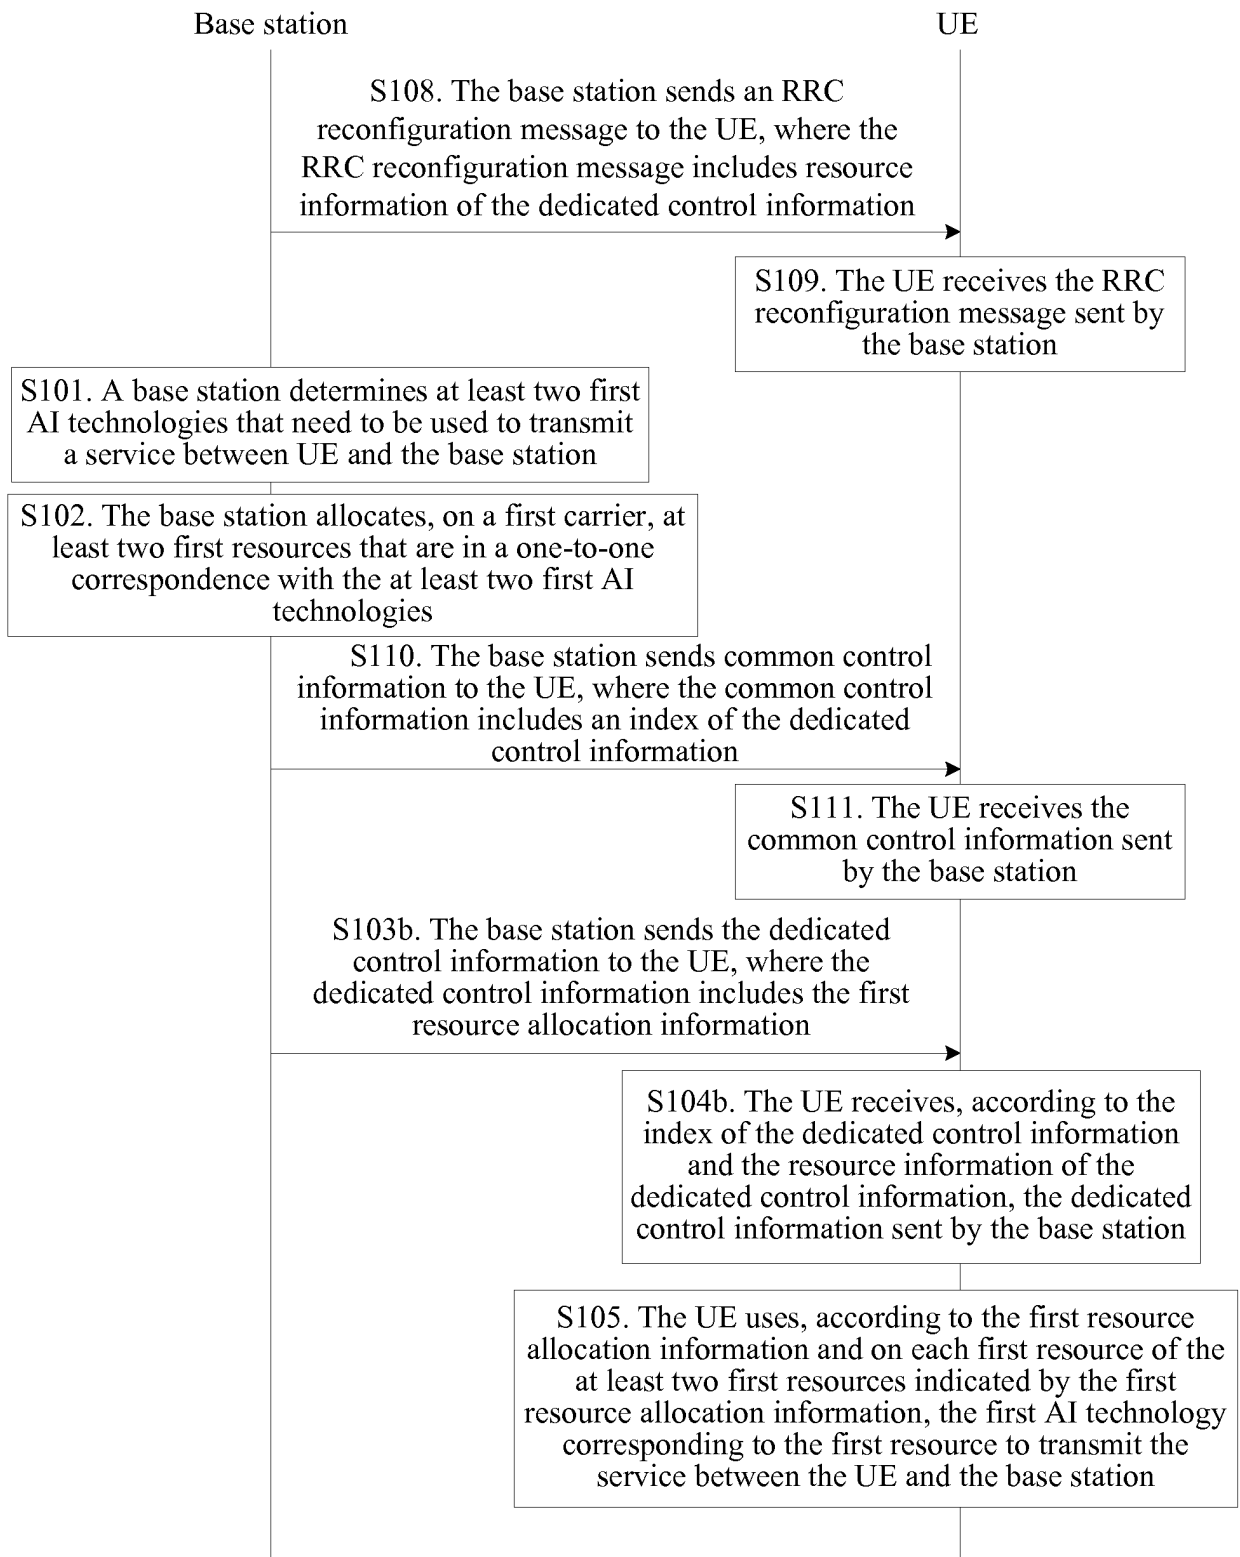 Base station
UE
S108. The base station sends an RRC
reconfiguration message to the UE, where the
RRC reconfiguration message includes resource
information of the dedicated control information
S109. The UE receives the RRC
reconfiguration message sent by
the base station
S101. A base station determines at least two first
AI technologies that need to be used to transmit
a service between UE and the base station
S102. The base station allocates, on a first carrier, at
least two first resources that are in a one-to-one
correspondence with the at least two first AI
technologies
S110. The base station sends common control
information to the UE, where the common control
information includes an index of the dedicated
control information
S111. The UE receives the
common control information sent
by the base station
S103b. The base station sends the dedicated
control information to the UE, where the
dedicated control information includes the first
resource allocation information
S104b. The UE receives, according to the
index of the dedicated control information
and the resource information of the
dedicated control information, the dedicated
control information sent by the base station
S105. The UE uses, according to the first resource
allocation information and on each first resource of the
at least two first resources indicated by the first
resource allocation information, the first AI technology
corresponding to the first resource to transmit the
service between the UE and the base station